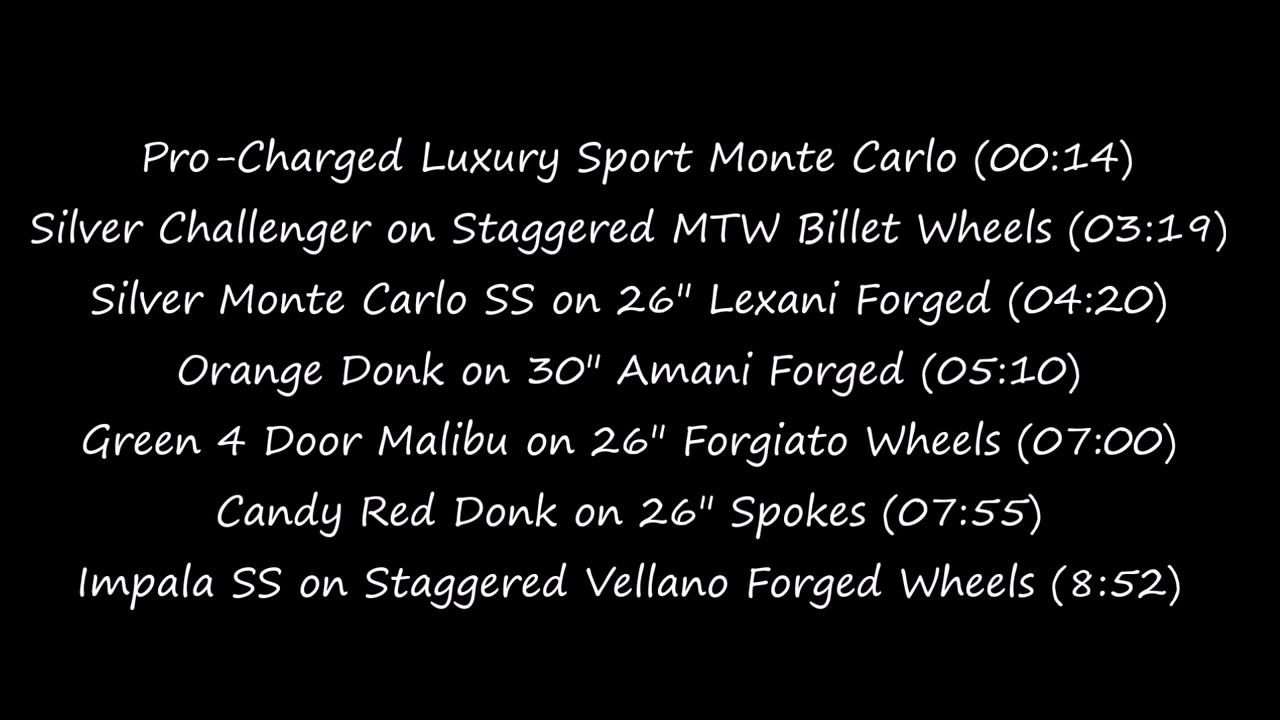 Pro-Charged Luxury Sport Monte Carlo (00:14)
Silver Challenger on Staggered MTW Billet Wheels (03:19)
Silver Monte Carlo SS on 26" Lexani Forged (04:20)
Orange Donk on 30" Amani Forged (05:10)
Green 4 Door Malibu on 26" Forgiato Wheels (07:00)
Candy Red Donk on 26" Spokes (07:55)
Impala SS on Staggered Vellano Forged Wheels (8:52)